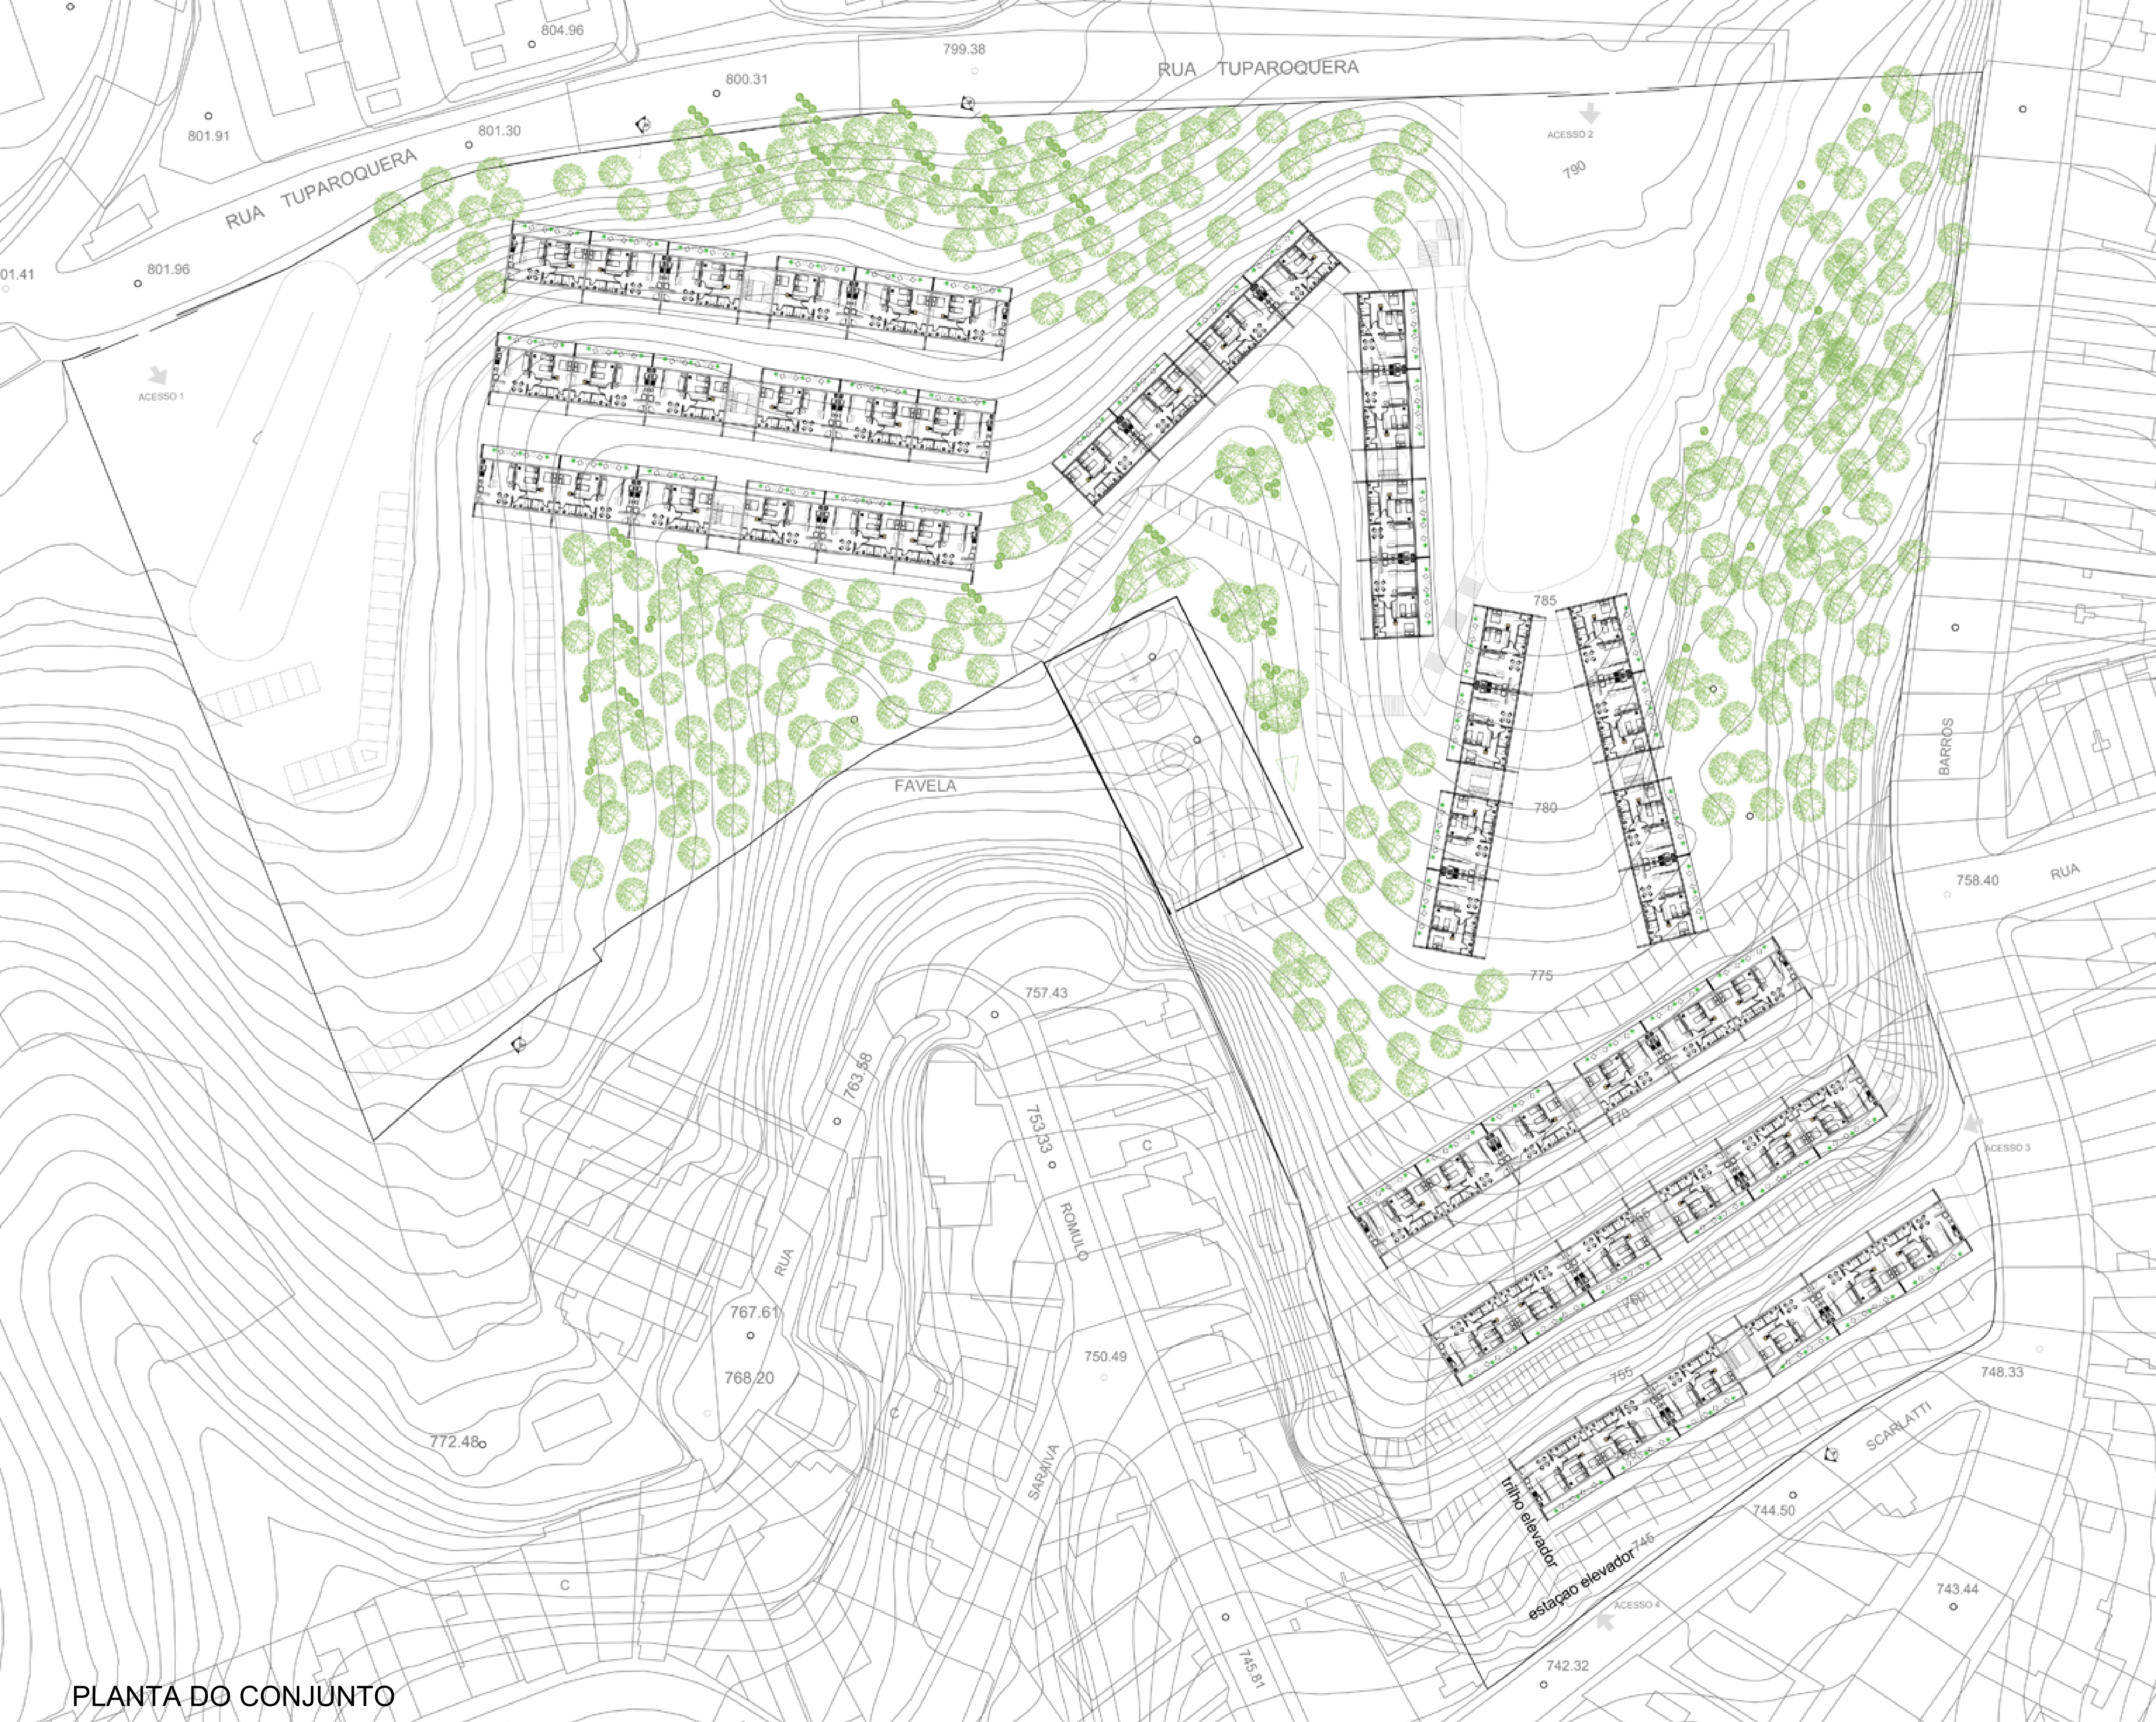 804.96
799.38
RUA TUPAROQUERA
800.31
801.91
801.30
ACESSO 2
RUA TUPAROQUERA
790
801.96
01.41
ACESSO 1
785
BARROS
FAVELA
780
758.40
RUA
775
757.43
763.58
753.33
770
C
ACESSO 3
ROMULO
RUA
760
767.61
750.49
755
748.33
768.20
C
SCARLATTI
772.48
SARAIVA
trilho elevador
744.50
745
estaçao elevador
C
743.44
ACESSO 4
742.32
745.81
PLANTA DO CONJUNTO